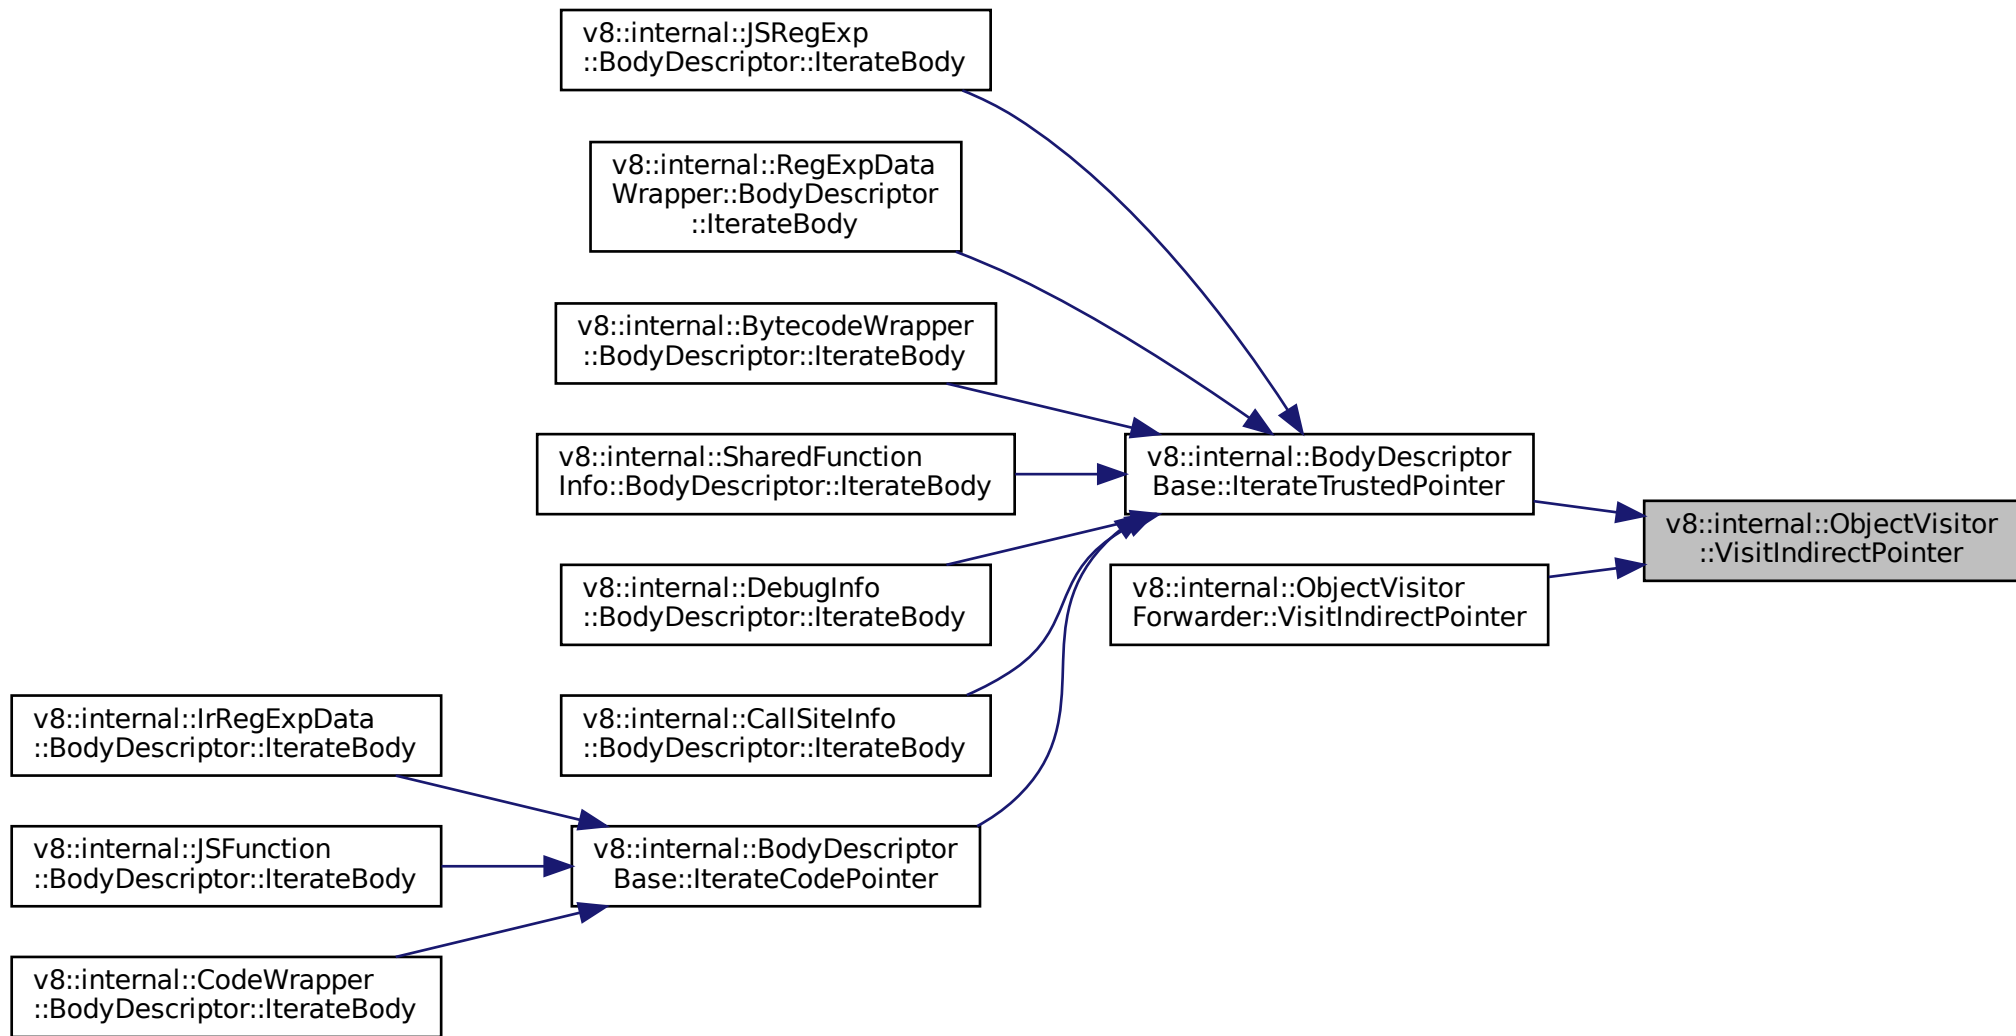 v8::internal::JSRegExp
::BodyDescriptor::IterateBody
v8::internal::RegExpData
Wrapper::BodyDescriptor
::IterateBody
v8::internal::BytecodeWrapper
::BodyDescriptor::IterateBody
v8::internal::SharedFunction
Info::BodyDescriptor::IterateBody
v8::internal::BodyDescriptor
Base::IterateTrustedPointer
v8::internal::ObjectVisitor
::VisitIndirectPointer
v8::internal::DebugInfo
::BodyDescriptor::IterateBody
v8::internal::ObjectVisitor
Forwarder::VisitIndirectPointer
v8::internal::CallSiteInfo
::BodyDescriptor::IterateBody
v8::internal::IrRegExpData
::BodyDescriptor::IterateBody
v8::internal::JSFunction
::BodyDescriptor::IterateBody
v8::internal::BodyDescriptor
Base::IterateCodePointer
v8::internal::CodeWrapper
::BodyDescriptor::IterateBody